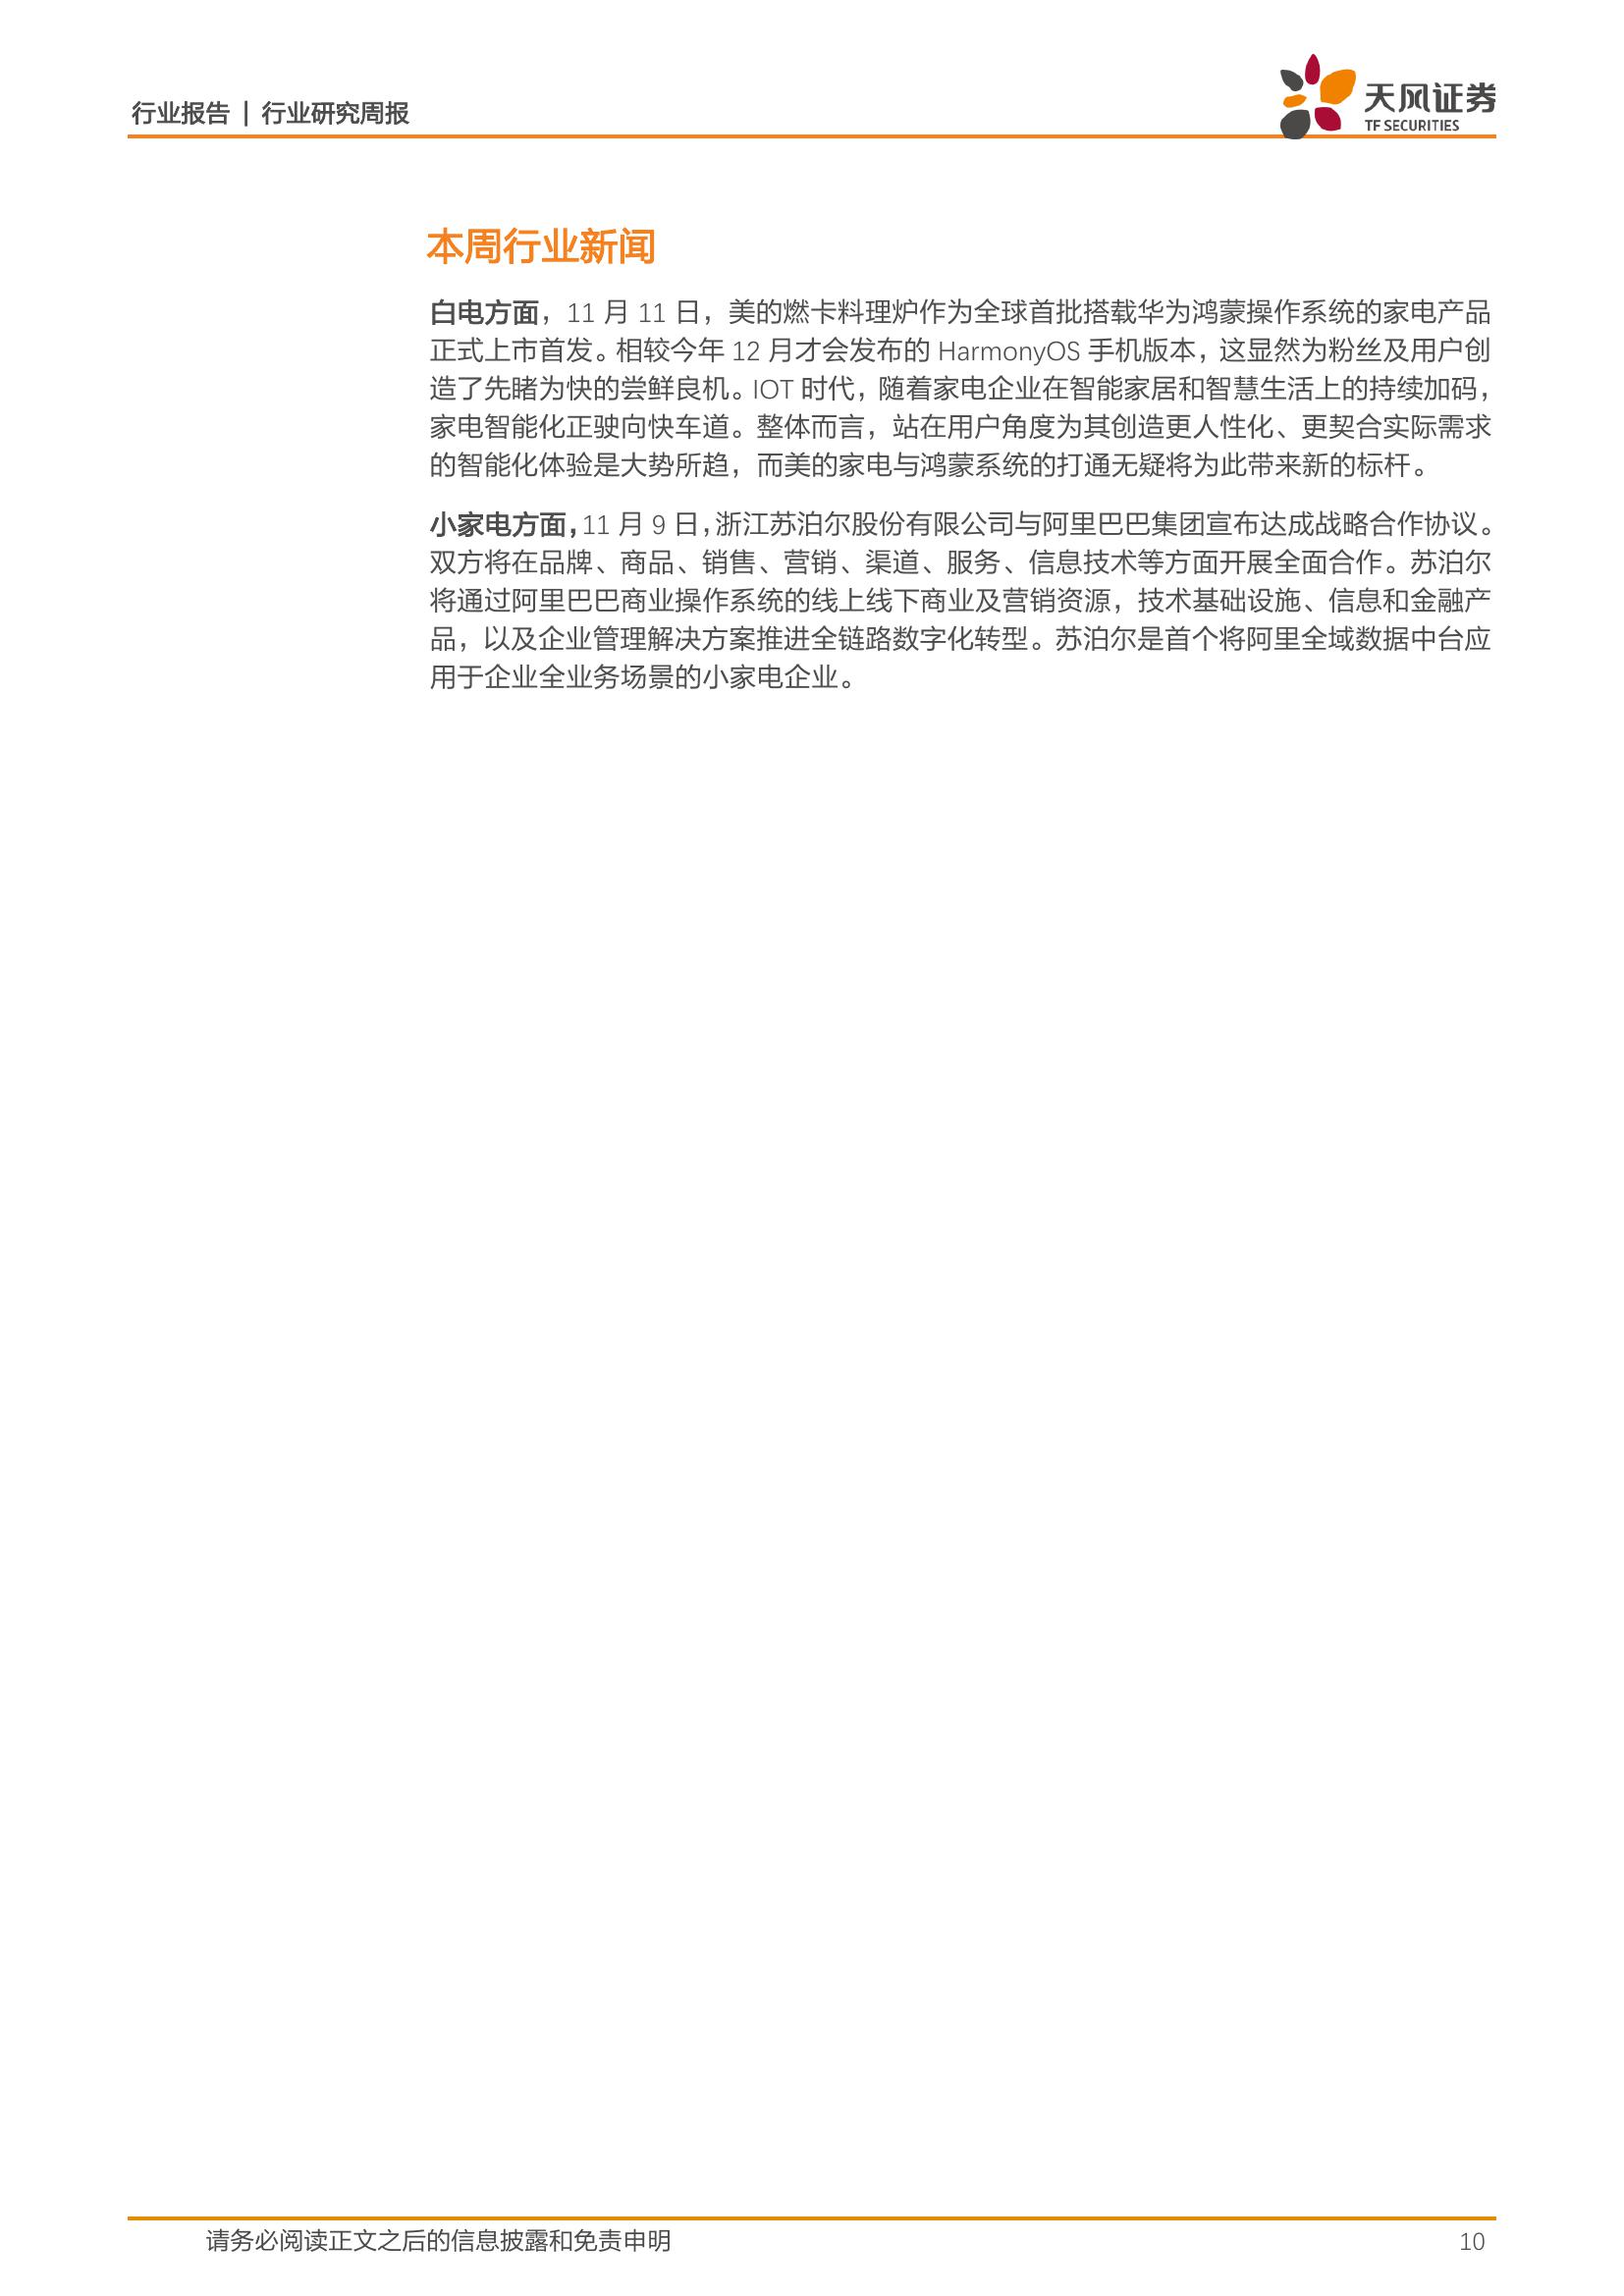 行业报告 | 行业研究周报
天风证券
TF SECURITIES
本周行业新闻
白电方面，11 月 11 日，美的燃卡料理炉作为全球首批搭载华为鸿蒙操作系统的家电产品
正式上市首发。相较今年 12 月才会发布的 HarmonyOS 手机版本，这显然为粉丝及用户创
造了先睹为快的尝鲜良机。IOT 时代，随着家电企业在智能家居和智慧生活上的持续加码，
家电智能化正驶向快车道。整体而言，站在用户角度为其创造更人性化、更契合实际需求
的智能化体验是大势所趋，而美的家电与鸿蒙系统的打通无疑将为此带来新的标杆。
小家电方面，11 月 9 日，浙江苏泊尔股份有限公司与阿里巴巴集团宣布达成战略合作协议。
双方将在品牌、商品、销售、营销、渠道、服务、信息技术等方面开展全面合作。苏泊尔
将通过阿里巴巴商业操作系统的线上线下商业及营销资源，技术基础设施、信息和金融产
品，以及企业管理解决方案推进全链路数字化转型。苏泊尔是首个将阿里全域数据中台应
用于企业全业务场景的小家电企业。
请务必阅读正文之后的信息披露和免责申明
10